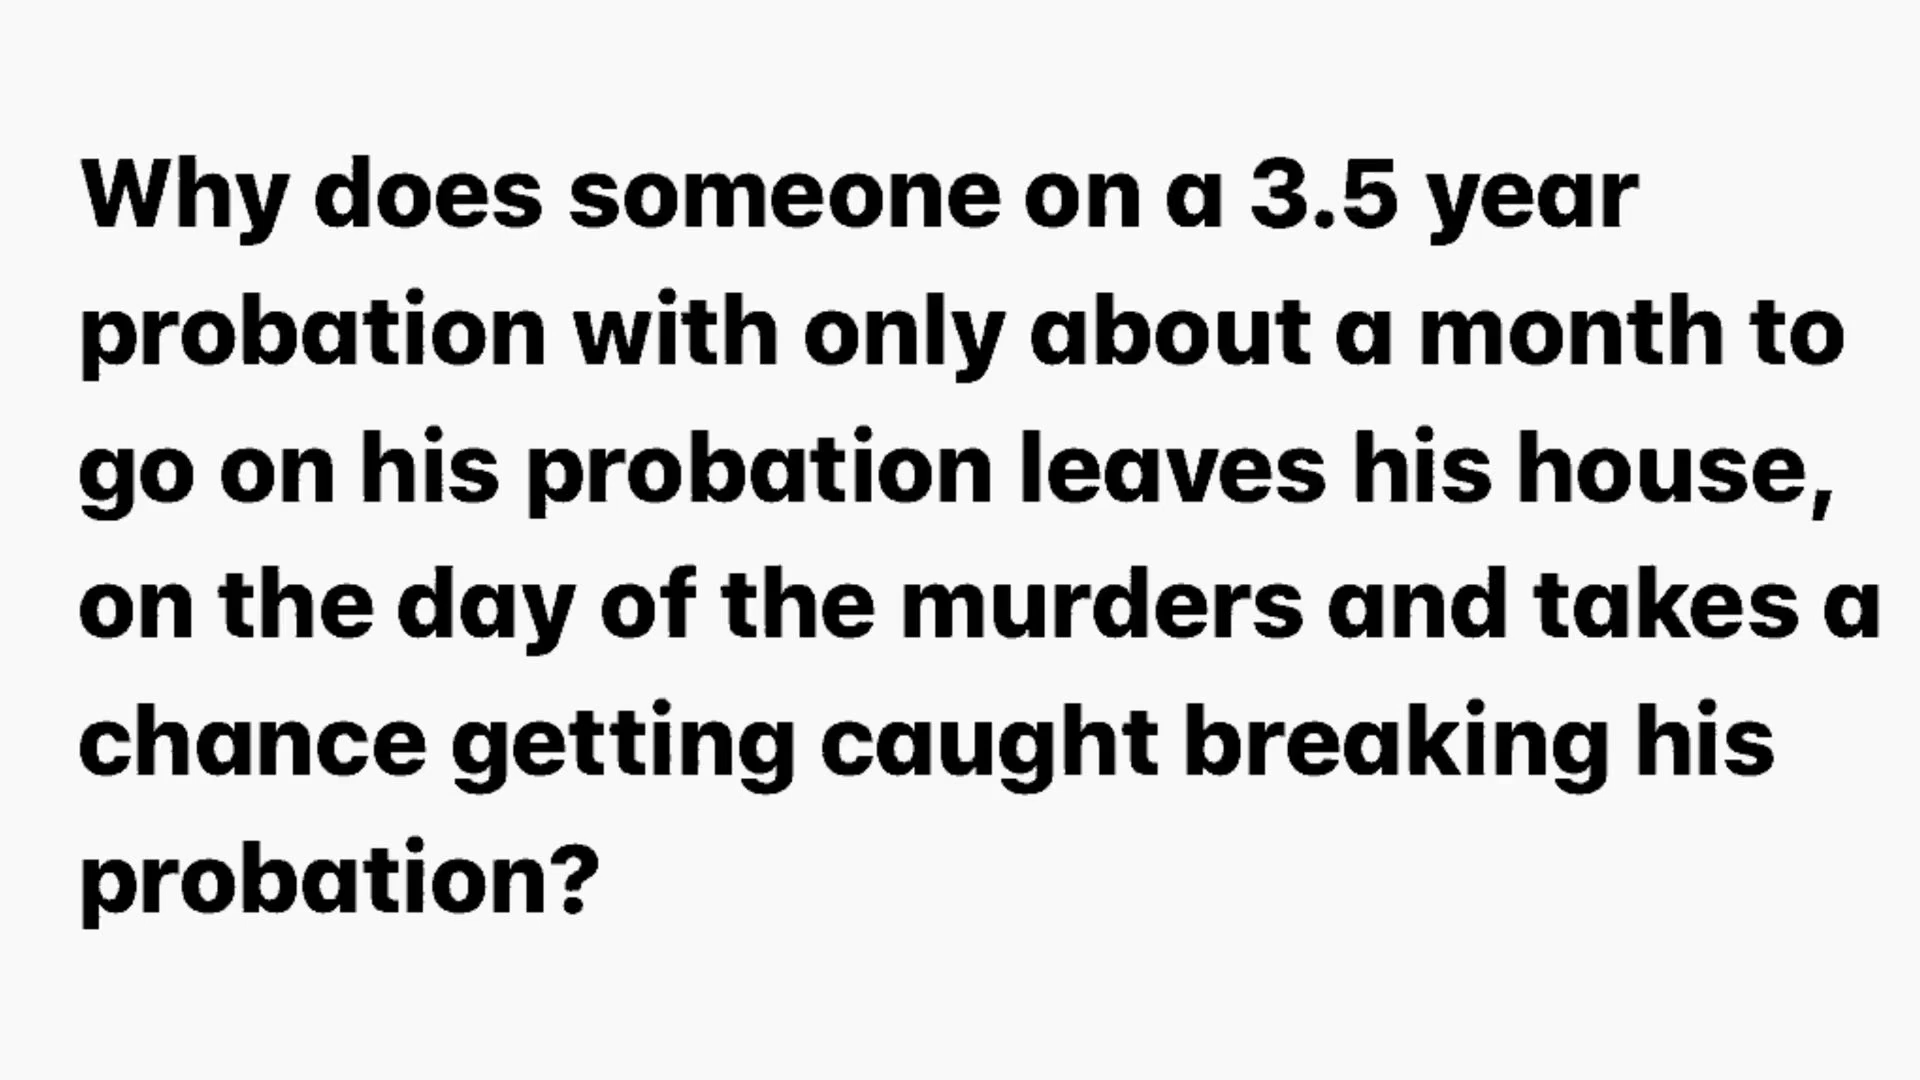 Why does someone on a 3.5 year
probation with only about a month to
go on his probation leaves his house,
on the day of the murders and takes a
chance getting caught breaking his
probation?